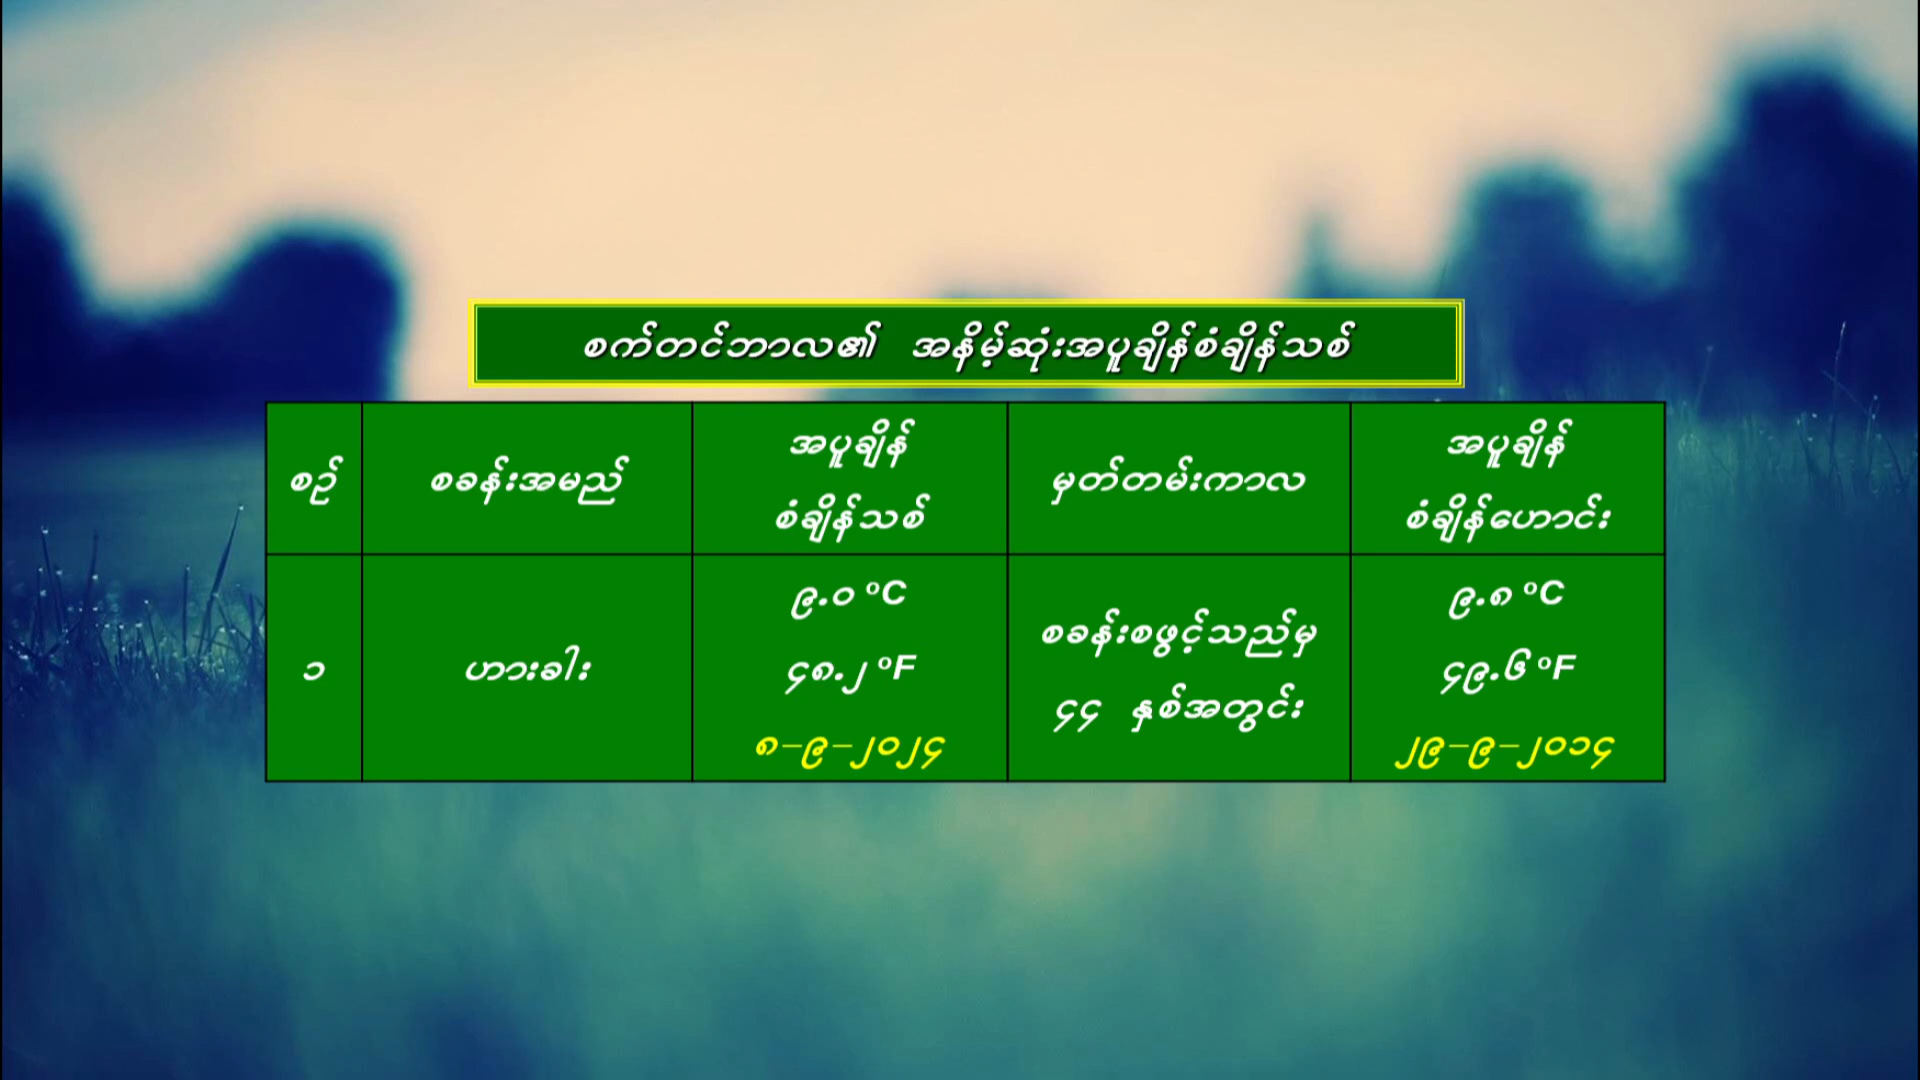 စက်တင်ဘာလ၏ အနိမ့်ဆုံးအပူချိန်စံချိန်သစ်
စဉ် စခန်းအမည် အပူချိန် စံချိန်သစ် မှတ်တမ်းကာလ အပူချိန် စံချိန်ဟောင်း
၁ ဟားခါး
၉.၀ °C
၄၈.၂ °F
၈-၉-၂၀၂၄
စခန်းစဖွင့်သည်မှ
၄၄ နှစ်အတွင်း
၉.၈ °C
၄၉.၆ °F
၂၉-၉-၂၀၁၄